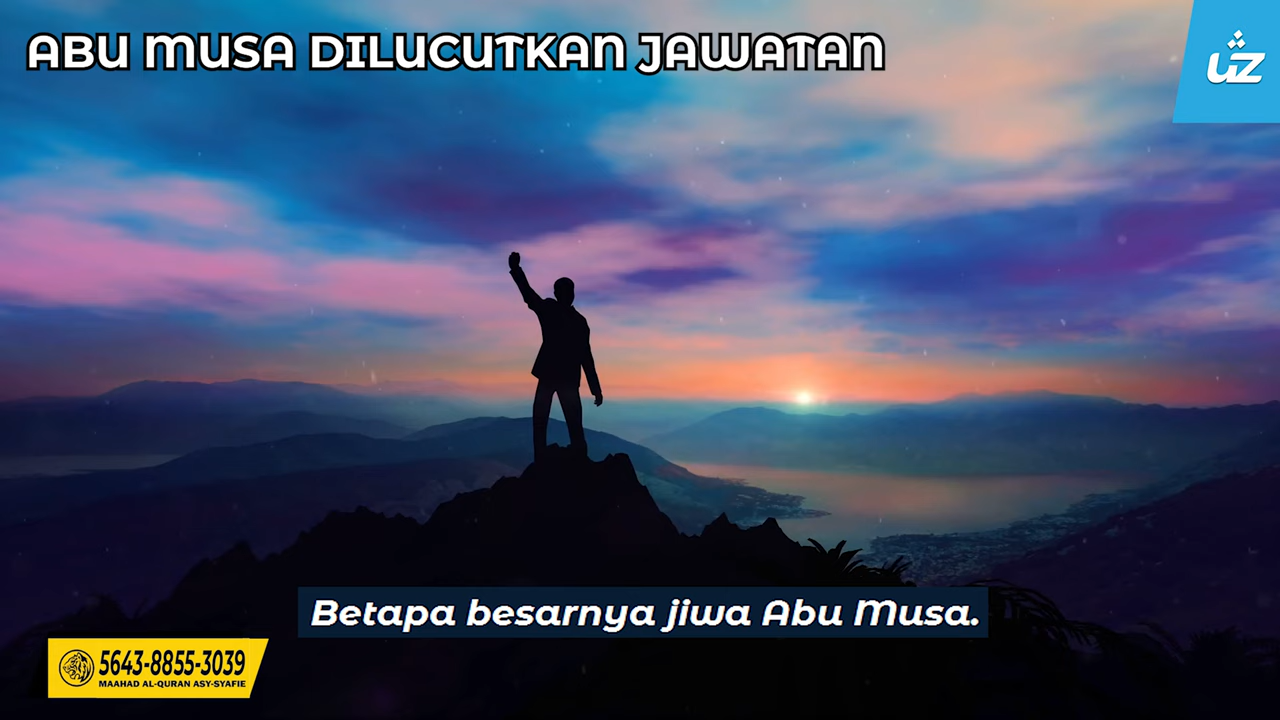 ABU MUSA DILUCUTKAN JAWATAN
uz
Betapa besarnya jiwa Abu Musa.
5643-8855-3039
MAAHAD AL-QURAN ASY-SYAFIE